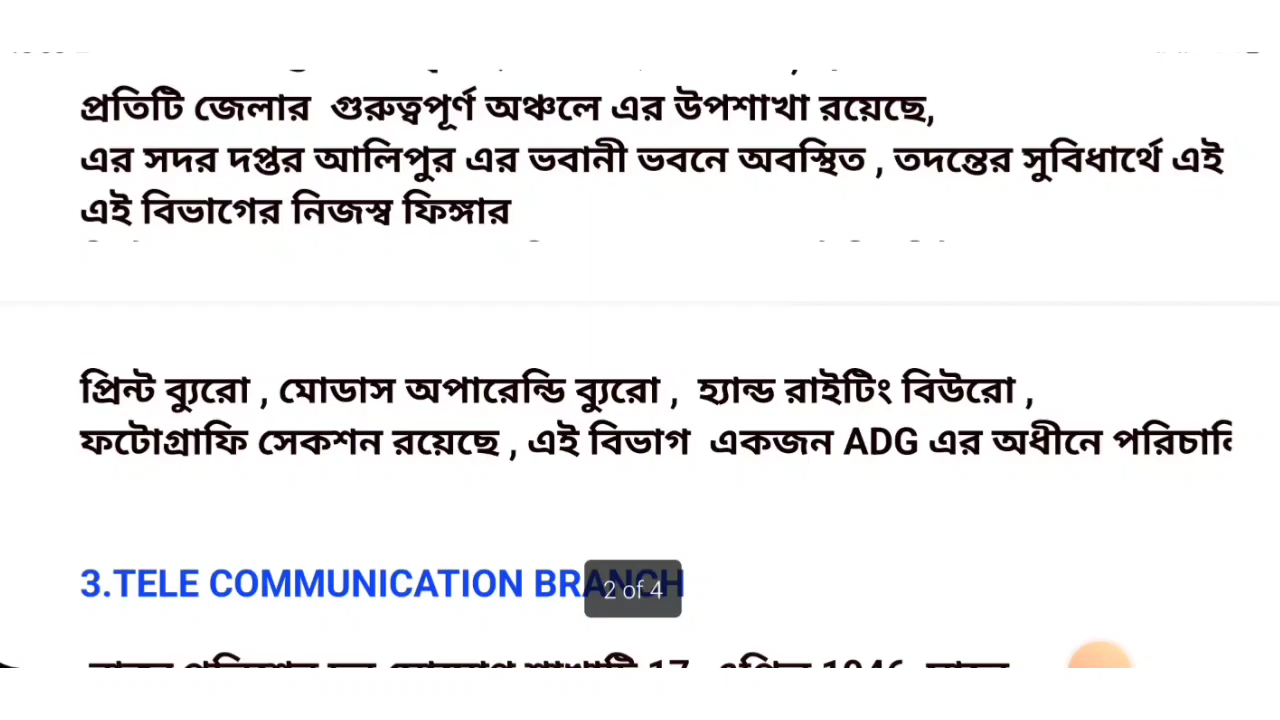 প্রতিটি জেলার গুরুত্বপূর্ণ অঞ্চলে এর উপশাখা রয়েছে,
এর সদর দপ্তর আলিপুর এর ভবানী ভবনে অবস্থিত , তদন্তের সুবিধার্থে এই
এই বিভাগের নিজস্ব ফিঙ্গার
প্রিন্ট ব্যুরো , মোডাস অপারেন্ডি ব্যুরো , হ্যান্ড রাইটিং বিউরো ,
ফটোগ্রাফি সেকশন রয়েছে , এই বিভাগ একজন ADG এর অধীনে
3.TELE COMMUNICATION BRANCH
2 of 4